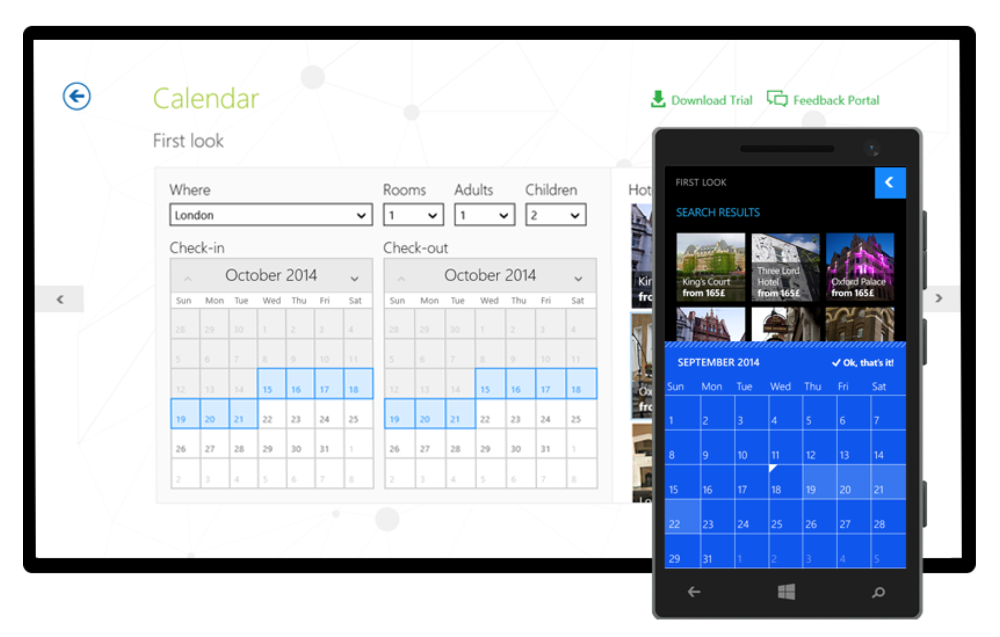 Calendar
Download Trial
Feedback Portal
First look
Where
Rooms
Adults
Children
London
1
1
2
Check-in
Check-out
October 2014
Sun Mon Tue Wed Thu Fri Sat
28 29 30 1 2 3 4
5 6 7 8 9 10 11
12 13 14 15 16 17 18
19 20 21 22 23 24 25
26 27 28 29 30 31 1
2 3 4 5 6 7 8
October 2014
Sun Mon Tue Wed Thu Fri Sat
28 29 30 1 2 3 4
5 6 7 8 9 10 11
12 13 14 15 16 17 18
19 20 21 22 23 24 25
26 27 28 29 30 31 1
2 3 4 5 6 7 8
FIRST LOOK
SEARCH RESULTS
King's Court
from 165£
Three Lord
Hotel
from 165£
Oxford Palace
from 165£
SEPTEMBER 2014
Ok, that's it!
Sun Mon Tue Wed Thu Fri Sat
1 2 3 4 5 6 7
8 9 10 11 12 13 14
15 16 17 18 19 20 21
22 23 24 25 26 27 28
29 31 1 2 3 4 5